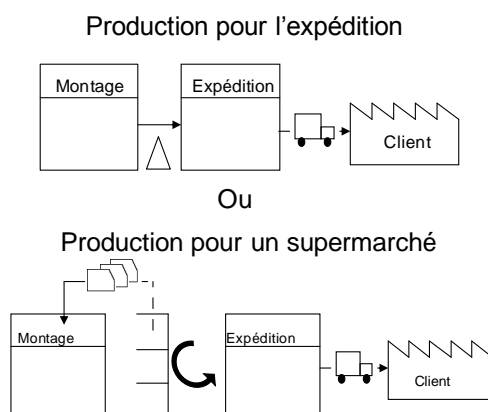 Production pour l'expédition
Montage
Expédition
Client
Ou
Production pour un supermarché
Montage
Expédition
Client